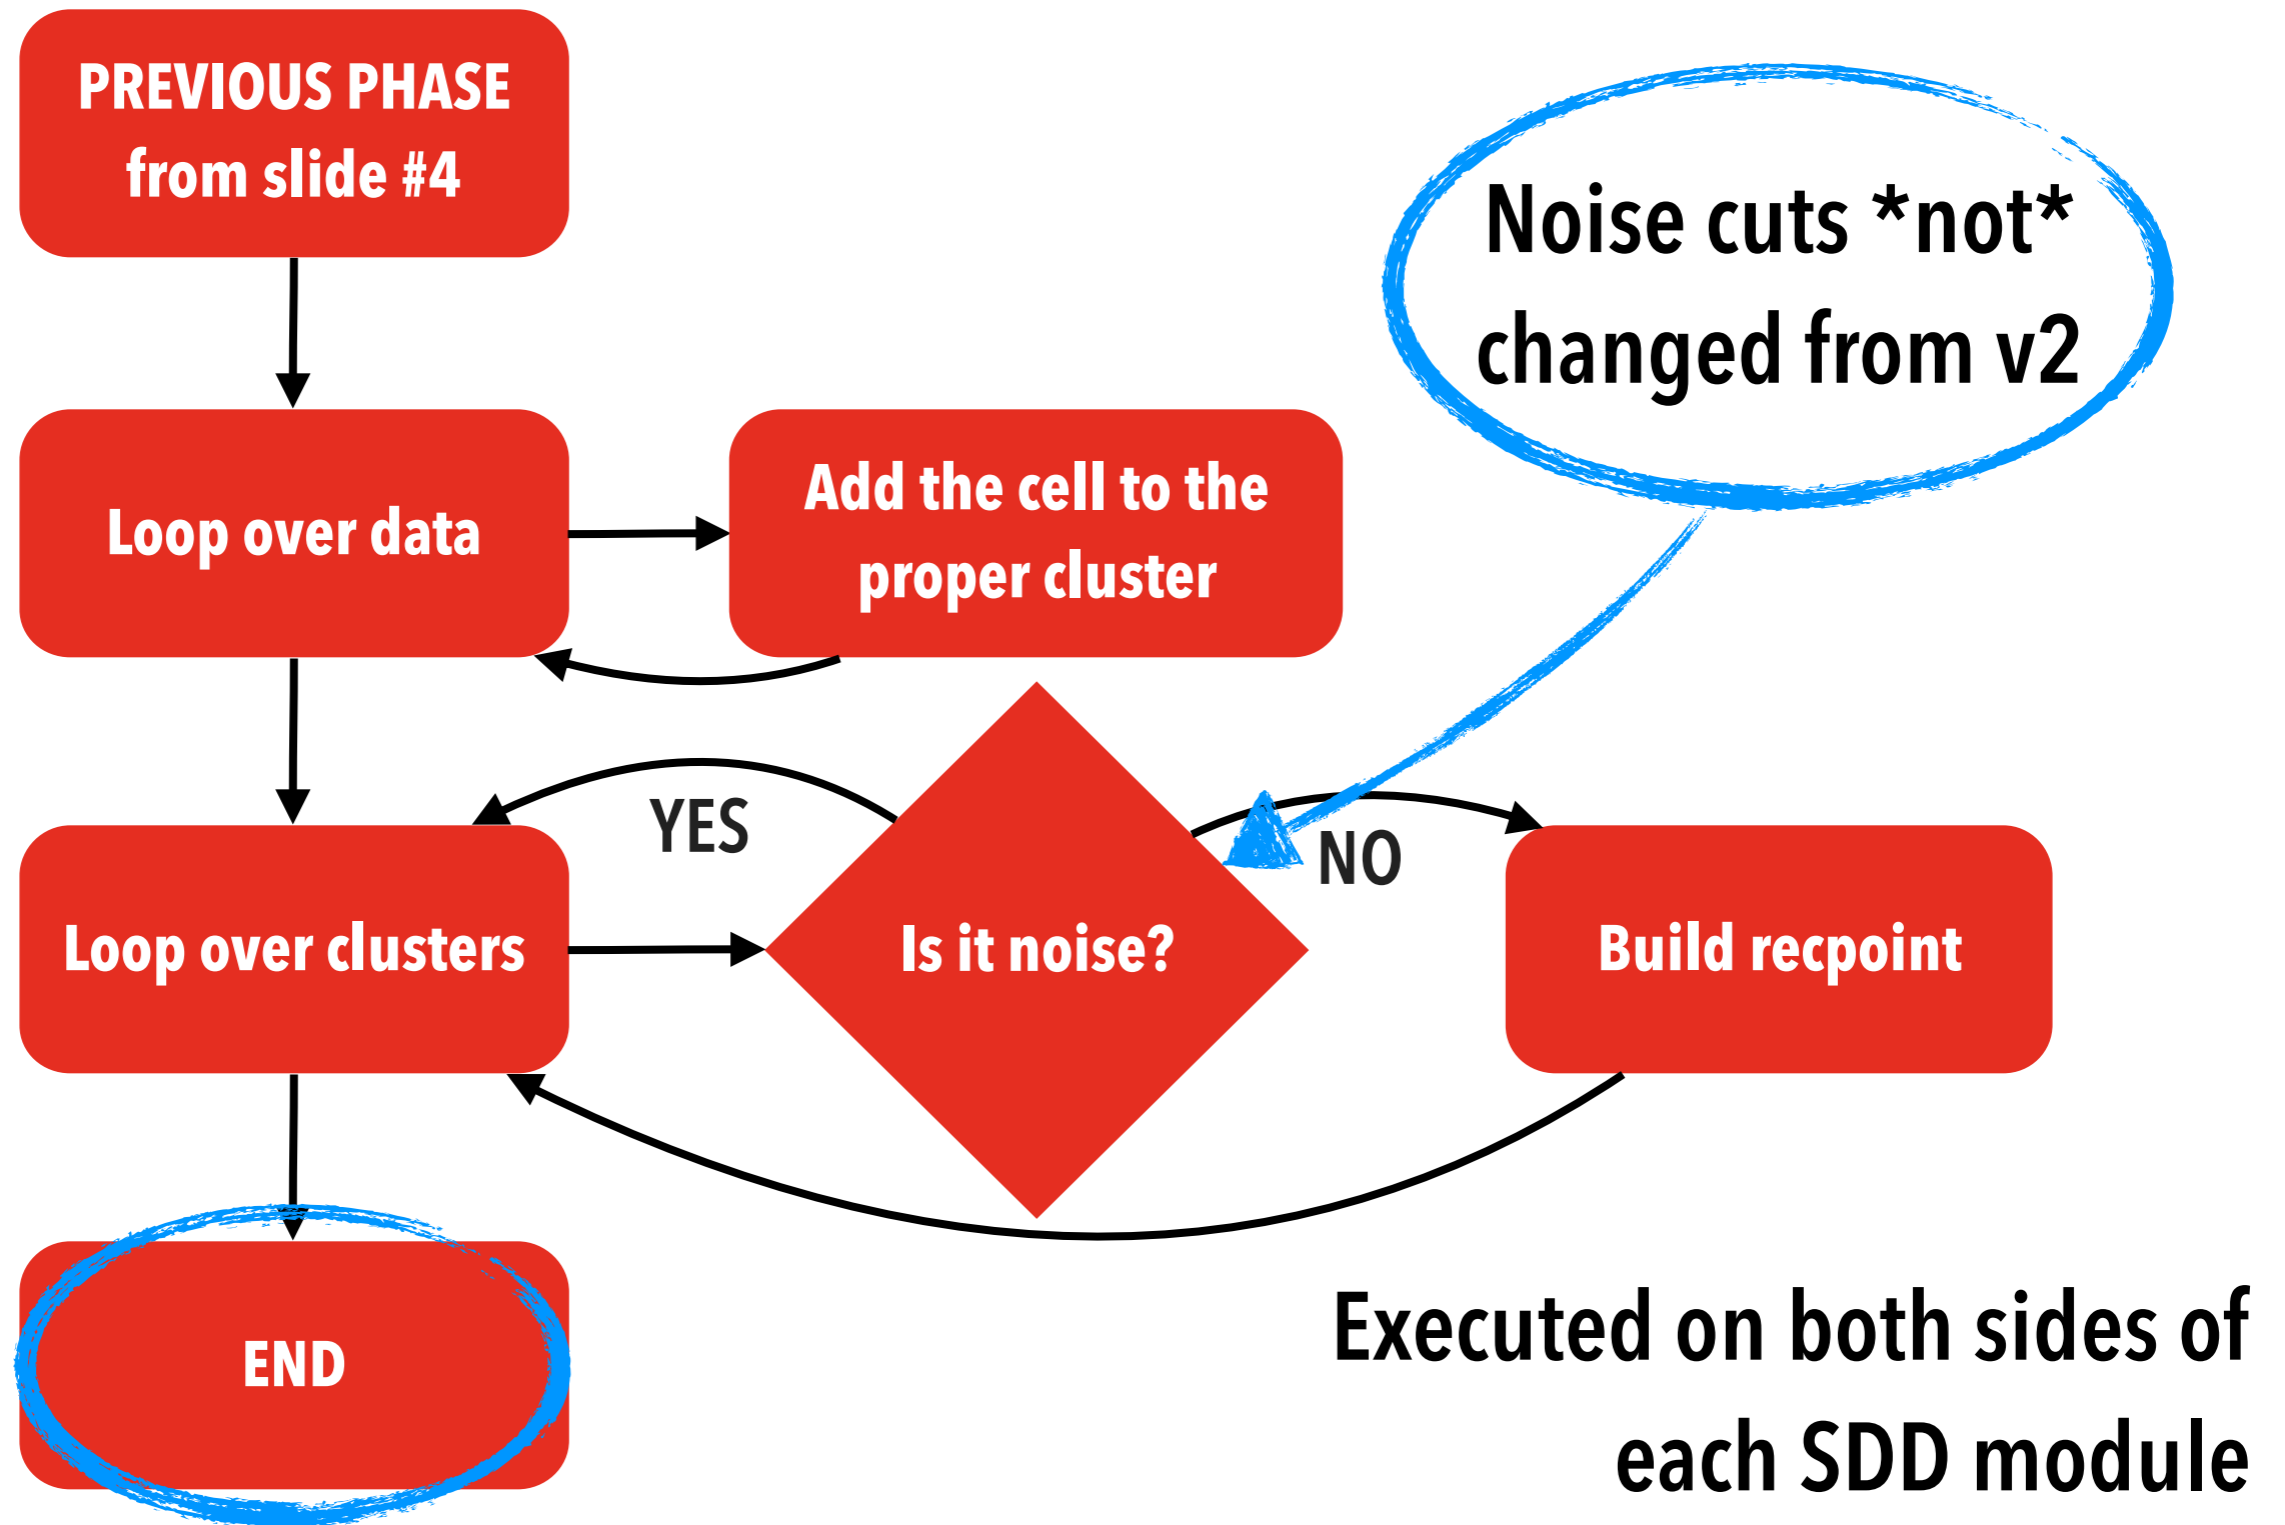 PREVIOUS PHASE
from slide #4
Noise cuts *not*
changed from v2
Loop over data
Add the cell to the
proper cluster
YES
NO
Loop over clusters
Is it noise?
Build recpoint
END
Executed on both sides of
each SDD module